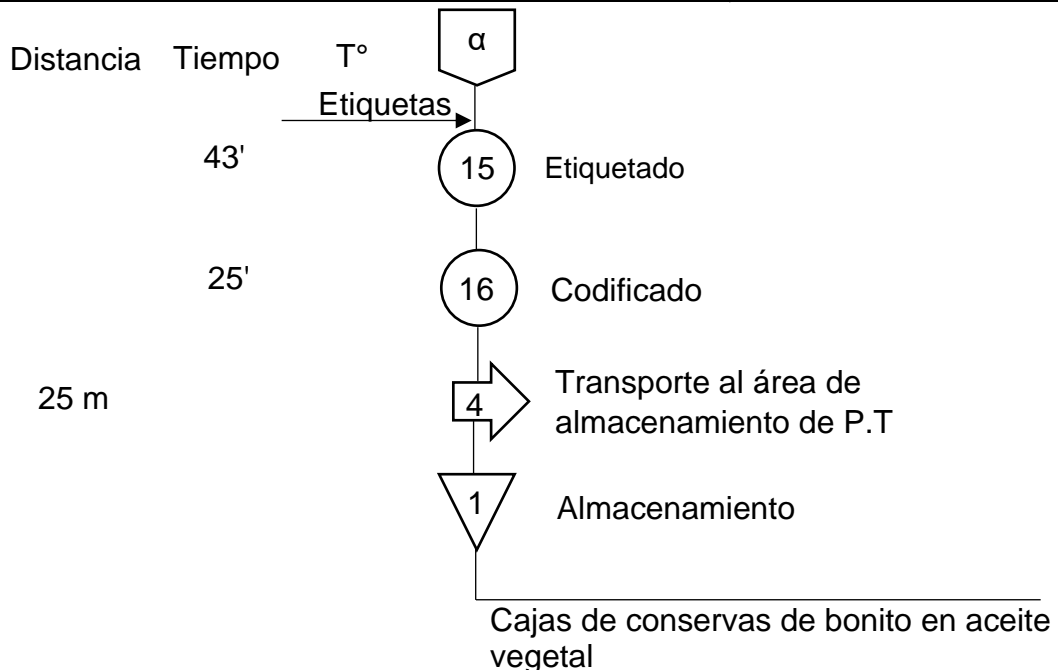 α
Distancia Tiempo T°
Etiquetas
43' 15 Etiquetado
25' 16 Codificado
25 m 4 Transporte al área de
almacenamiento de P.T
1 Almacenamiento
Cajas de conservas de bonito en aceite
vegetal